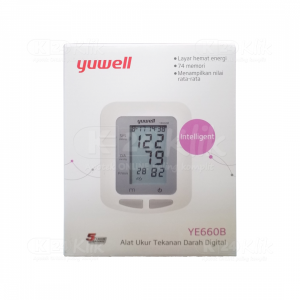 yuwell
• Layar hemat energi
• 74 memori
• Menampilkan nilai
rata-rata
Intelligent
yuwell
122
79
82
YE660B
Alat Ukur Tekanan Darah Digital